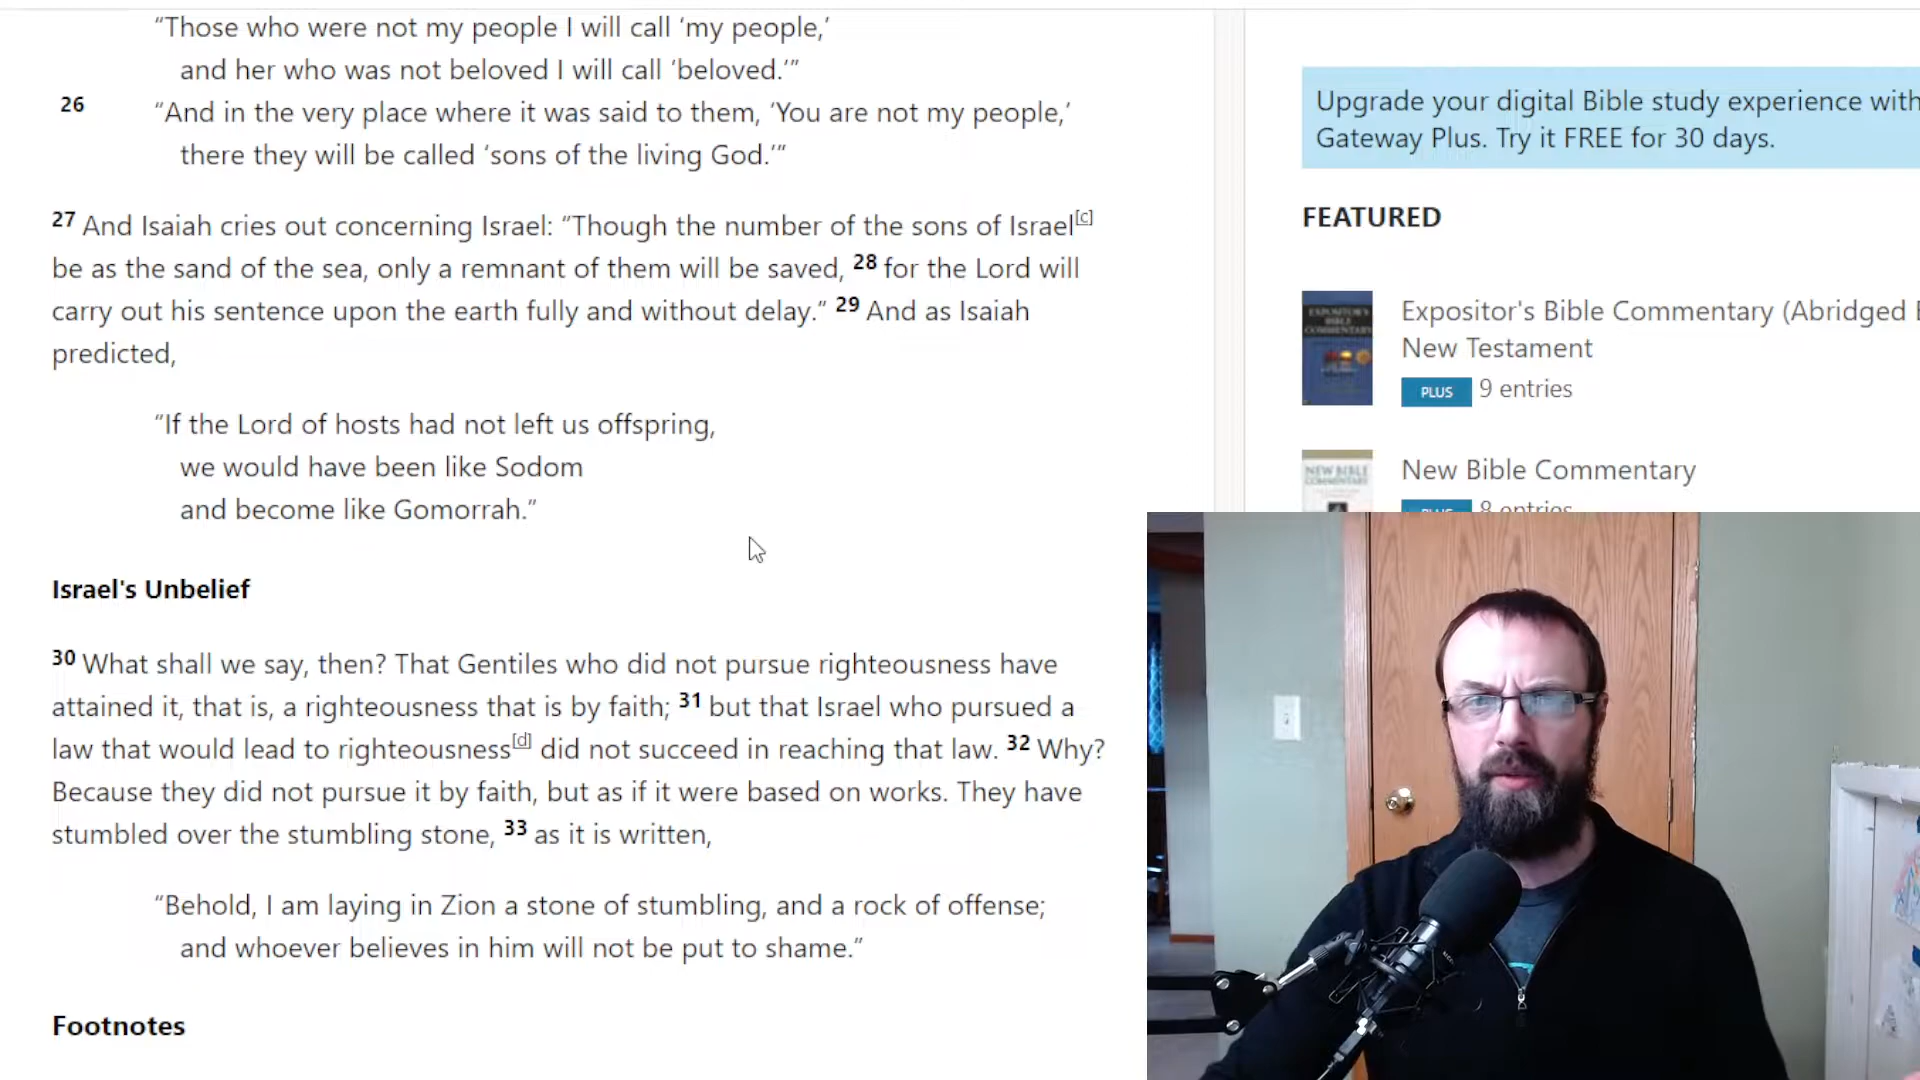 “Those who were not my people I will call ‘my people,’
and her who was not beloved I will call ‘beloved.’”
26 “And in the very place where it was said to them, ‘You are not my people,’
there they will be called ‘sons of the living God.’”
27 And Isaiah cries out concerning Israel: “Though the number of the sons of Israel[c]
be as the sand of the sea, only a remnant of them will be saved, 28 for the Lord will
carry out his sentence upon the earth fully and without delay.” 29 And as Isaiah
predicted,
“If the Lord of hosts had not left us offspring,
we would have been like Sodom
and become like Gomorrah.”
Israel's Unbelief
30 What shall we say, then? That Gentiles who did not pursue righteousness have
attained it, that is, a righteousness that is by faith; 31 but that Israel who pursued a
law that would lead to righteousness[d] did not succeed in reaching that law. 32 Why?
Because they did not pursue it by faith, but as if it were based on works. They have
stumbled over the stumbling stone, 33 as it is written,
“Behold, I am laying in Zion a stone of stumbling, and a rock of offense;
and whoever believes in him will not be put to shame.”
Footnotes
Upgrade your digital Bible study experience with
Gateway Plus. Try it FREE for 30 days.
FEATURED
EXPOSITOR'S
BIBLE
COMMENTARY
Expositor's Bible Commentary (Abridged
New Testament
PLUS 9 entries
NEW BIBLE
COMMENTARY
New Bible Commentary
PLUS 8 entries